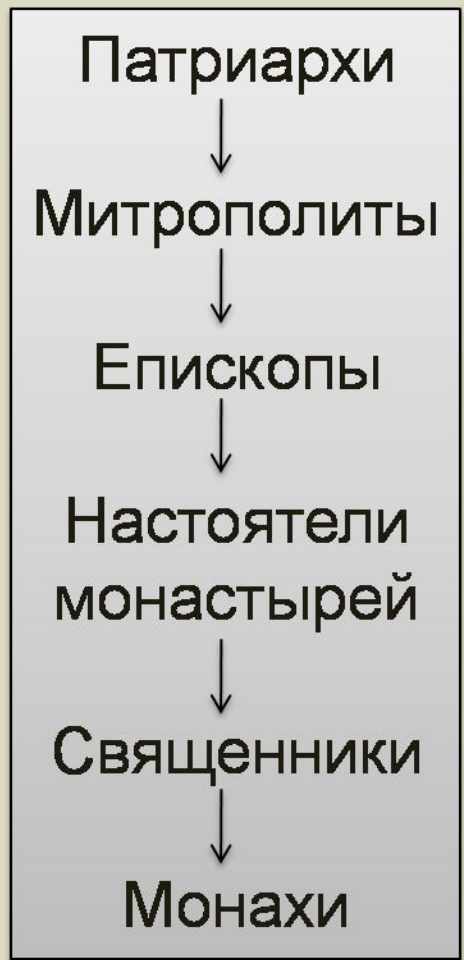 Патриархи
Митрополиты
Епископы
Настоятели
монастырей
Священники
Монахи